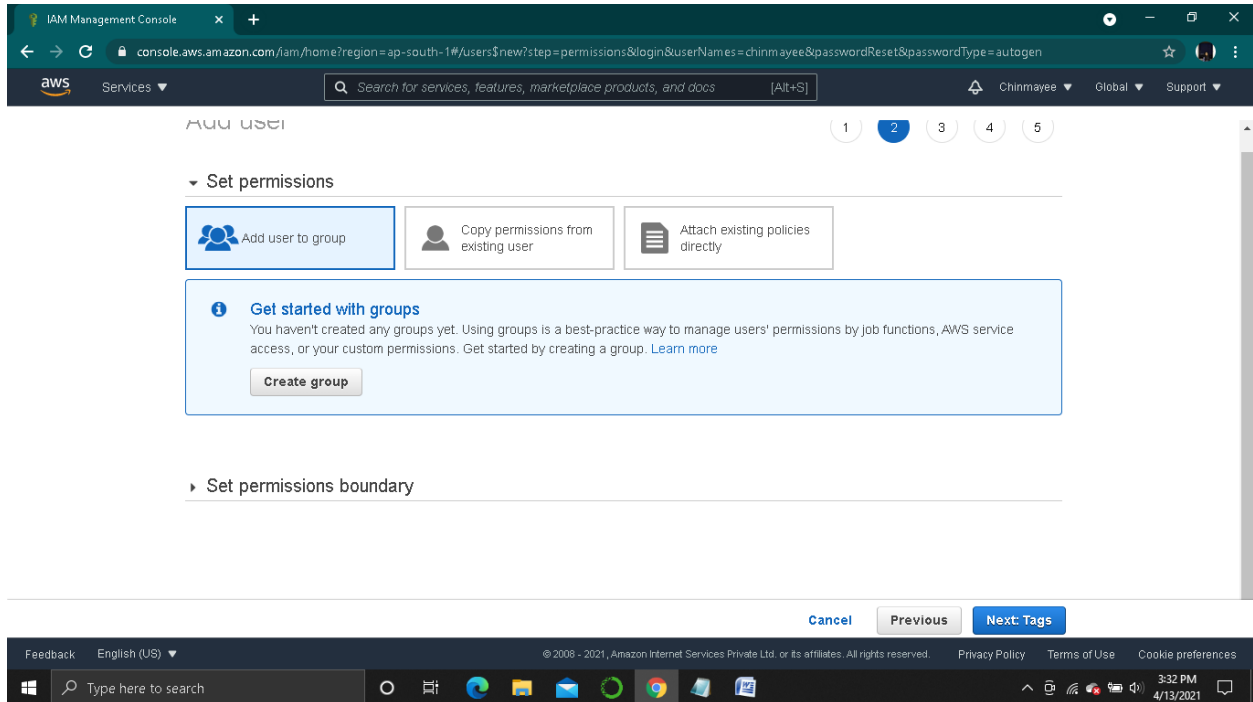 IAM Management Console
console.aws.amazon.com/iam/home?region=ap-south-1#/users$new?step=permissions&login&userNames=chinmayee&passwordReset&passwordType=autogen
aws Services ▼ Search for services, features, marketplace products, and docs [Alt+S] Chinmayee ▼ Global ▼ Support ▼
Add user 1 2 3 4 5
Set permissions
Add user to group
Copy permissions from
existing user
Attach existing policies
directly
Get started with groups
You haven't created any groups yet. Using groups is a best-practice way to manage users' permissions by job functions, AWS service
access, or your custom permissions. Get started by creating a group. Learn more
Create group
Set permissions boundary
Cancel Previous Next: Tags
Feedback English (US) ▼ © 2008 - 2021, Amazon Internet Services Private Ltd. or its affiliates. All rights reserved. Privacy Policy Terms of Use Cookie preferences
Type here to search
3:32 PM
4/13/2021